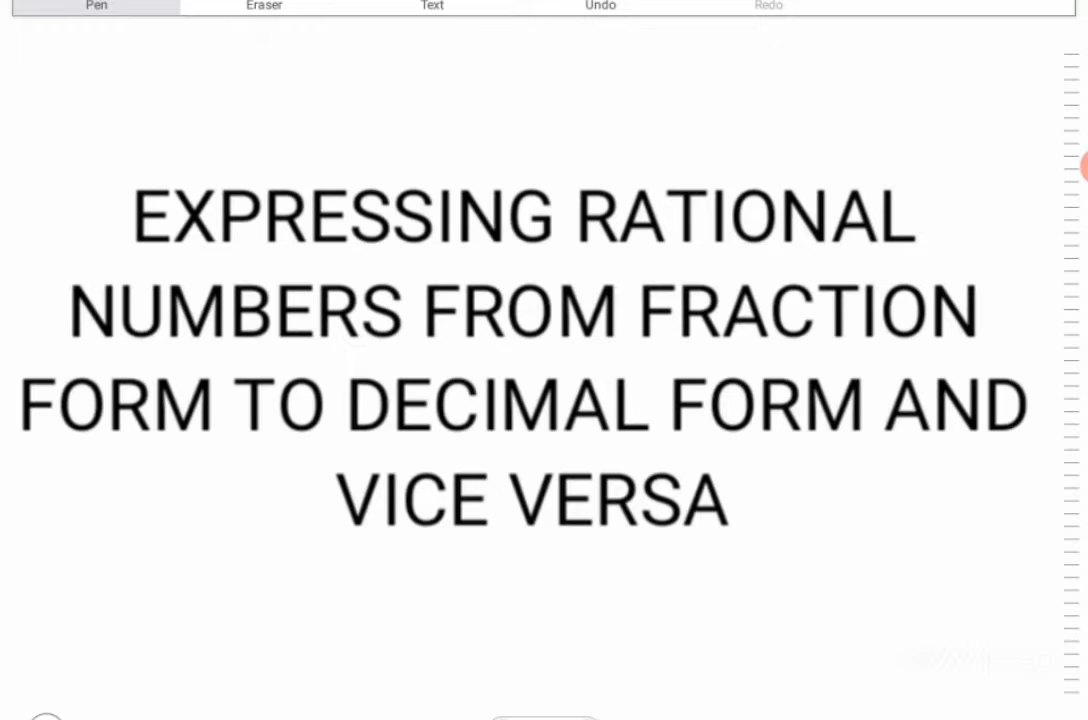 Pen Eraser Text Undo Redo
EXPRESSING RATIONAL
NUMBERS FROM FRACTION
FORM TO DECIMAL FORM AND
VICE VERSA